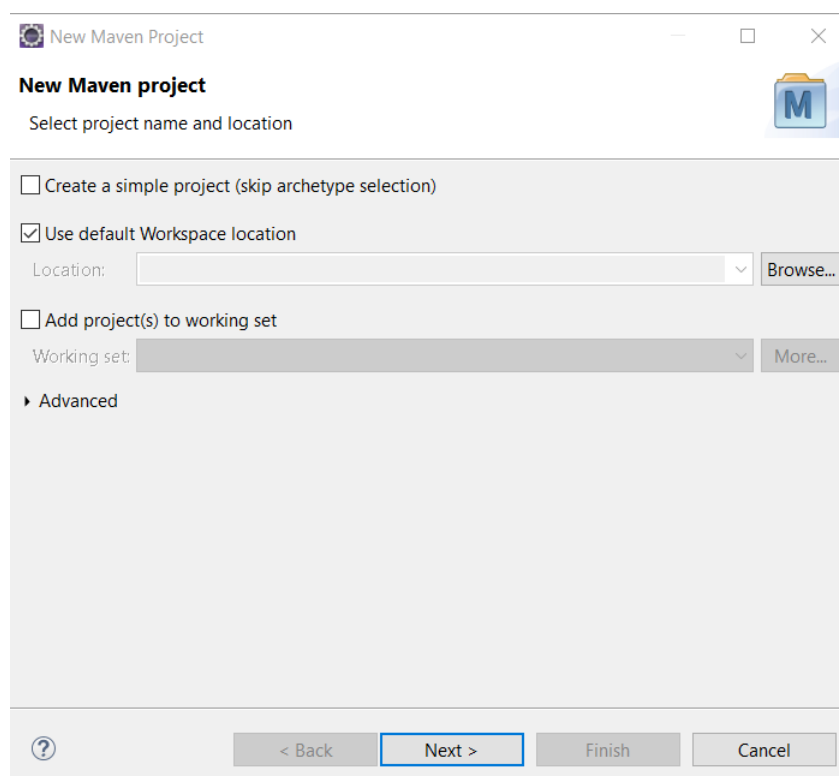 New Maven Project
New Maven project
M
Select project name and location
Create a simple project (skip archetype selection)
Use default Workspace location
Location: Browse...
Add project(s) to working set
Working set: More...
Advanced
? < Back Next > Finish Cancel